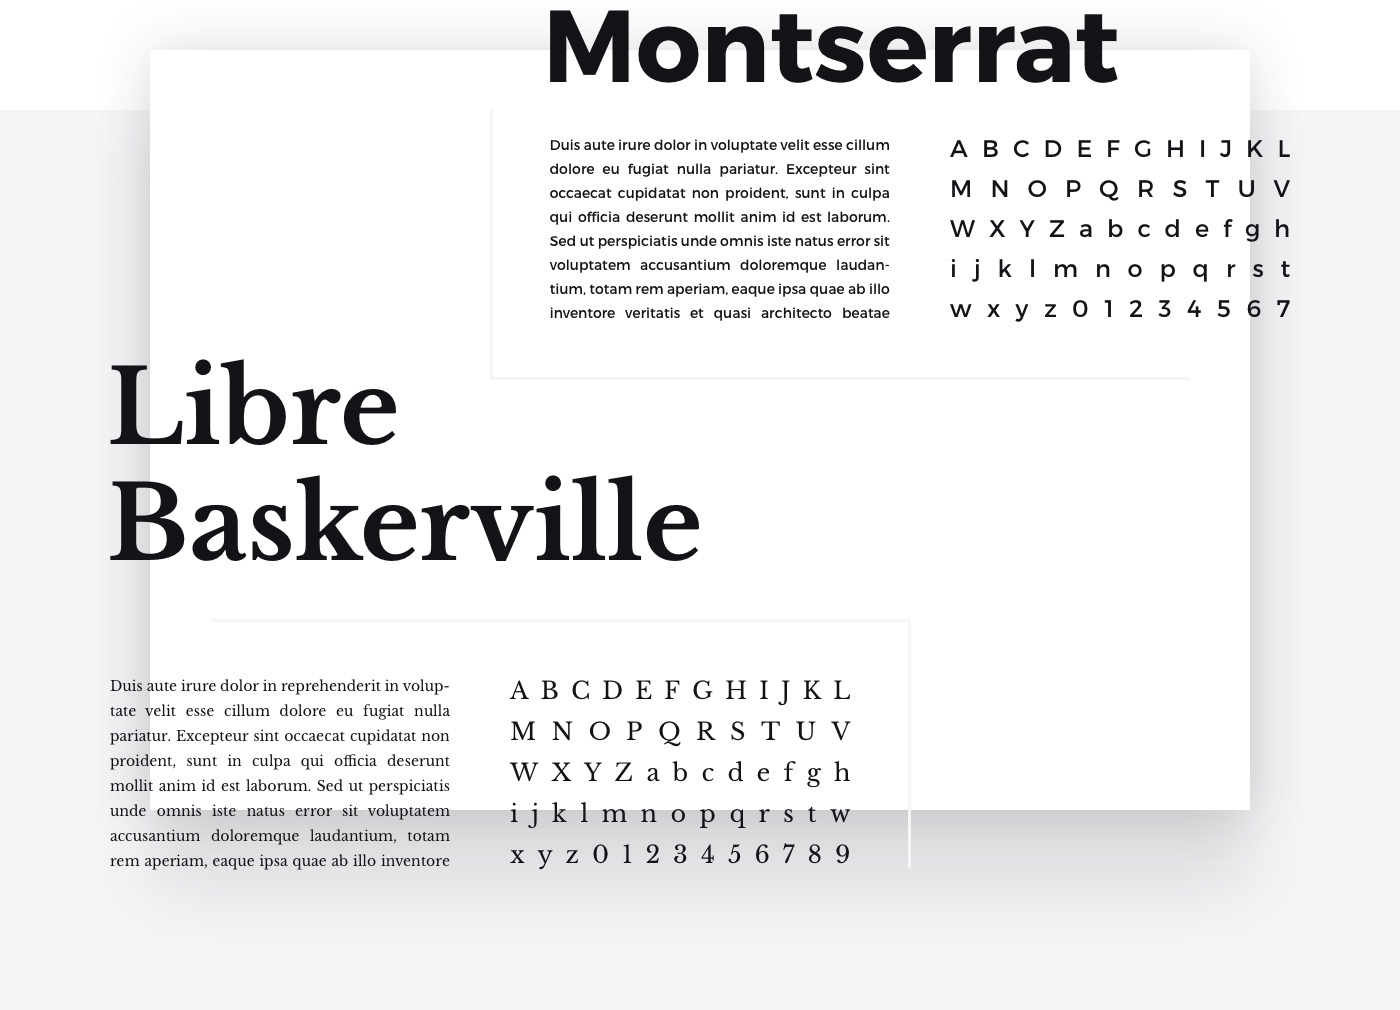 Montserrat
Duis aute irure dolor in voluptate velit esse cillum
dolore eu fugiat nulla pariatur. Excepteur sint
occaecat cupidatat non proident, sunt in culpa
qui officia deserunt mollit anim id est laborum.
Sed ut perspiciatis unde omnis iste natus error sit
voluptatem accusantium doloremque laudan-
tium, totam rem aperiam, eaque ipsa quae ab illo
inventore veritatis et quasi architecto beatae
A B C D E F G H I J K L
M N O P Q R S T U V
W X Y Z a b c d e f g h
i j k l m n o p q r s t
w x y z 0 1 2 3 4 5 6 7
Libre
Baskerville
Duis aute irure dolor in reprehenderit in volup-
tate velit esse cillum dolore eu fugiat nulla
pariatur. Excepteur sint occaecat cupidatat non
proident, sunt in culpa qui officia deserunt
mollit anim id est laborum. Sed ut perspiciatis
unde omnis iste natus error sit voluptatem
accusantium doloremque laudantium, totam
rem aperiam, eaque ipsa quae ab illo inventore
A B C D E F G H I J K L
M N O P Q R S T U V
W X Y Z a b c d e f g h
i j k l m n o p q r s t w
x y z 0 1 2 3 4 5 6 7 8 9